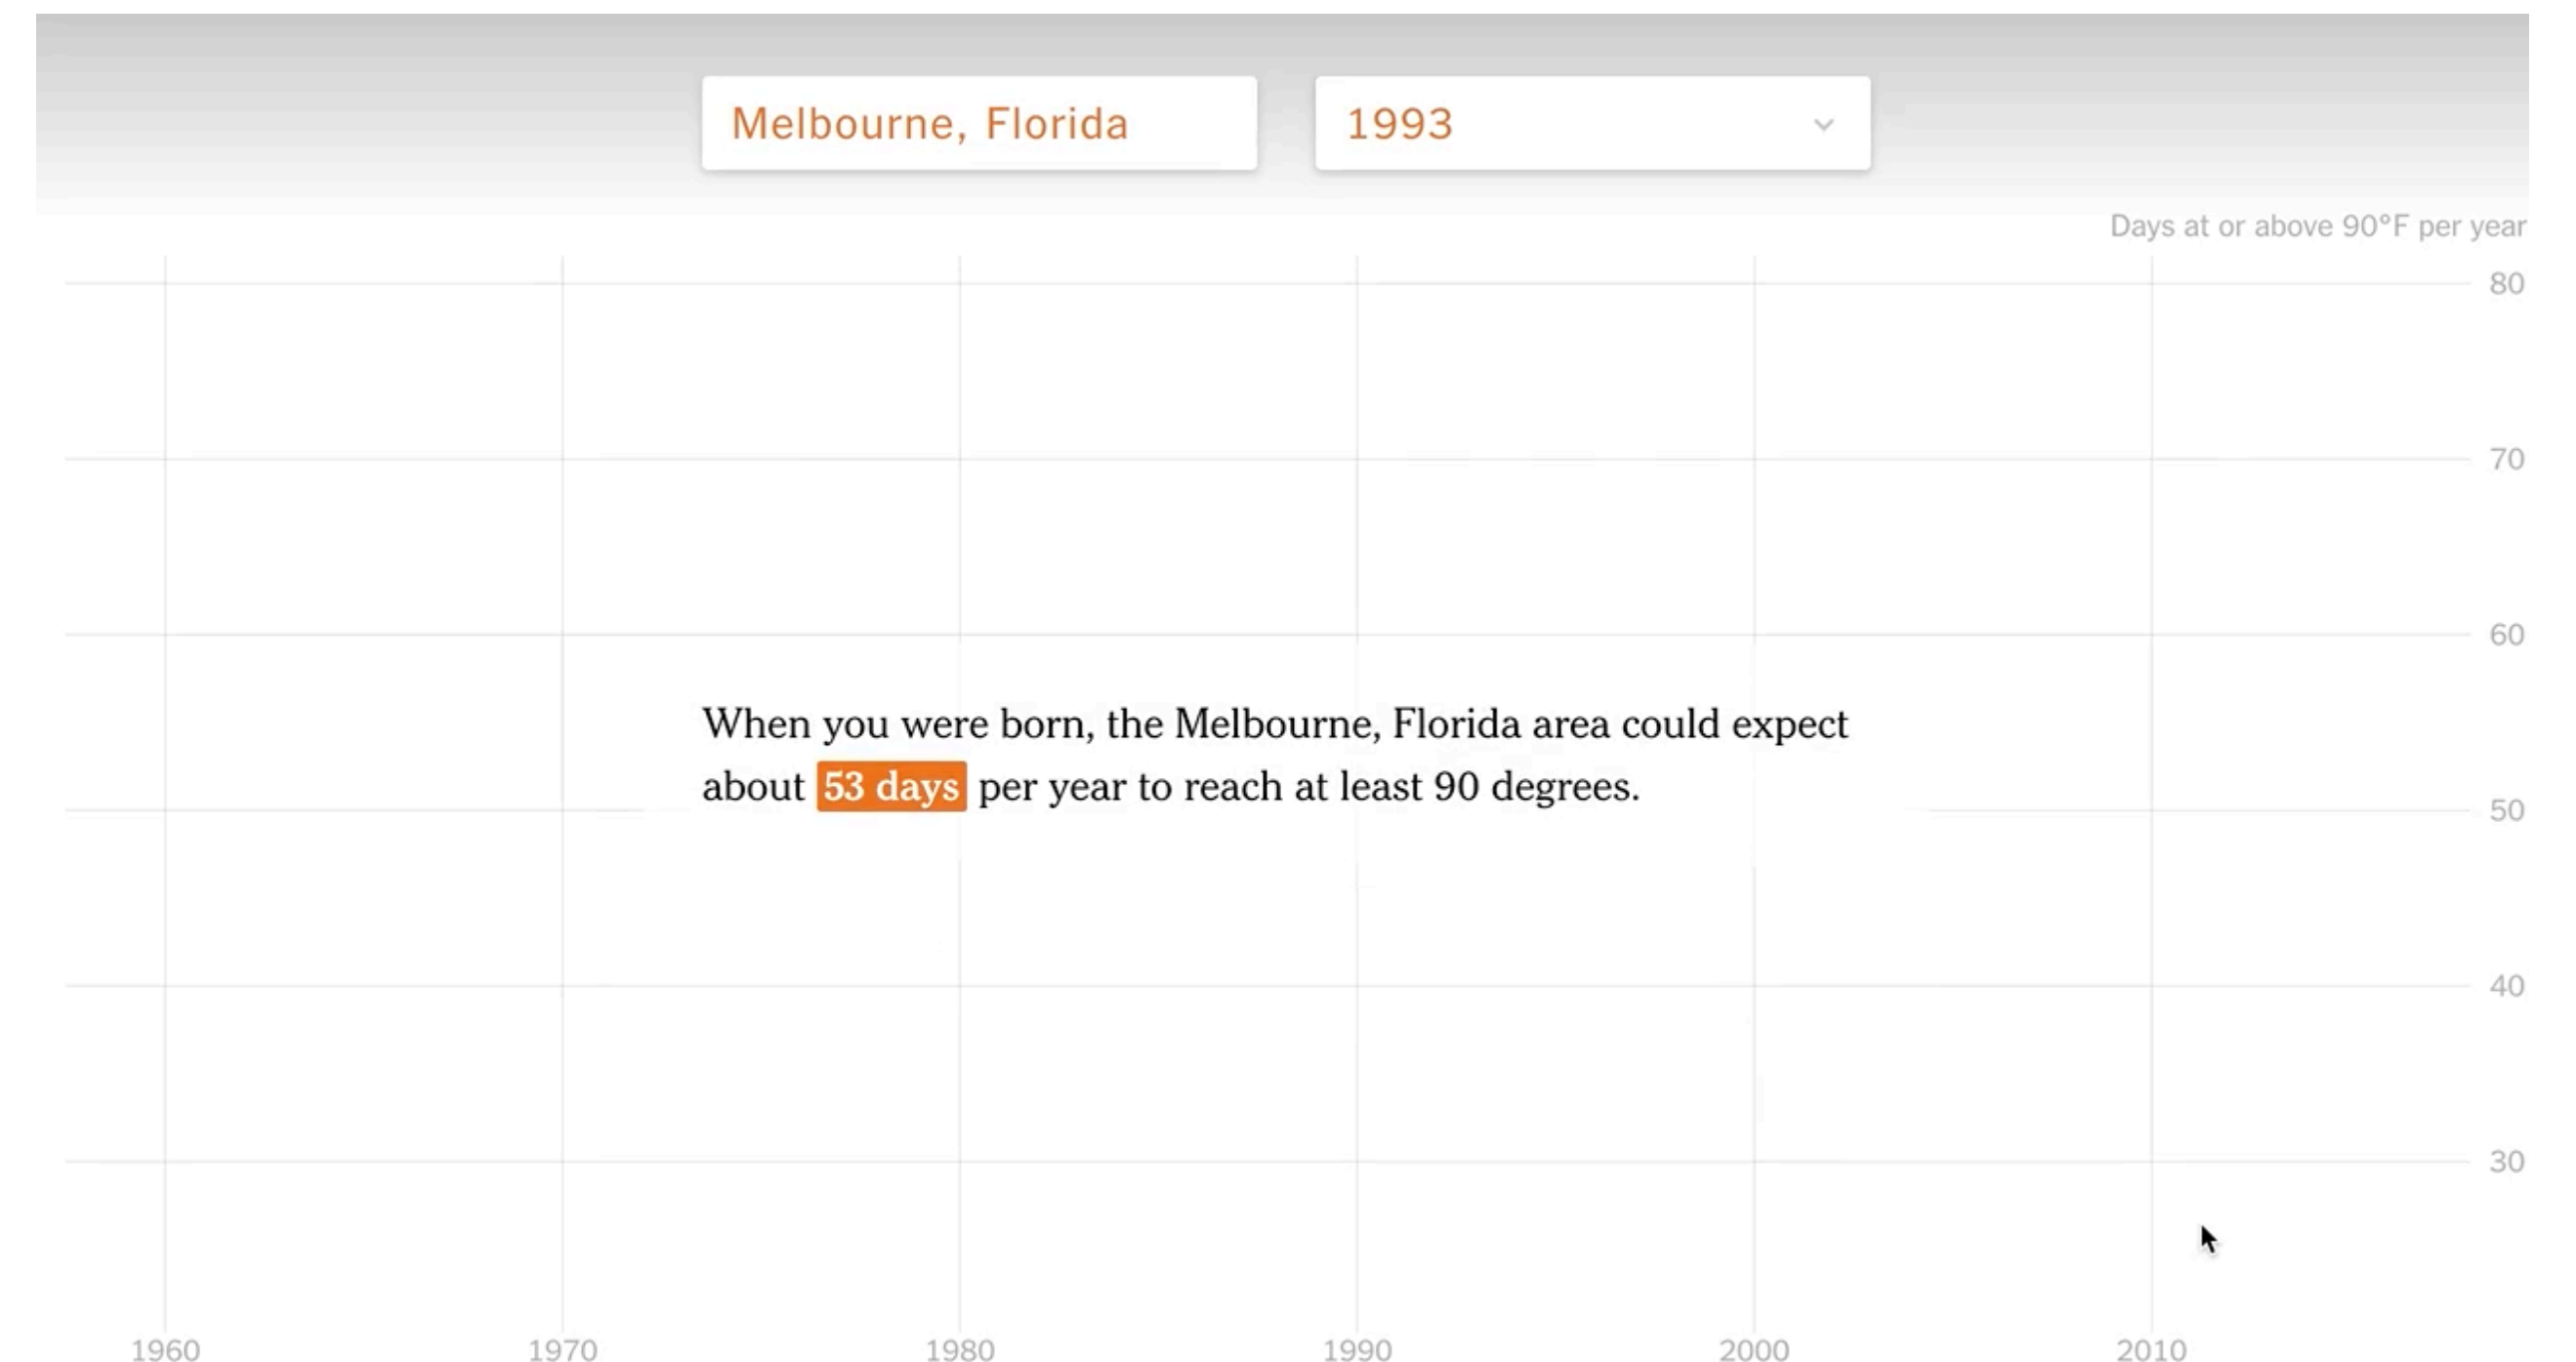 Melbourne, Florida
1993
Days at or above 90°F per year
80
70
60
When you were born, the Melbourne, Florida area could expect
about 53 days per year to reach at least 90 degrees.
50
40
30
1960 1970 1980 1990 2000 2010